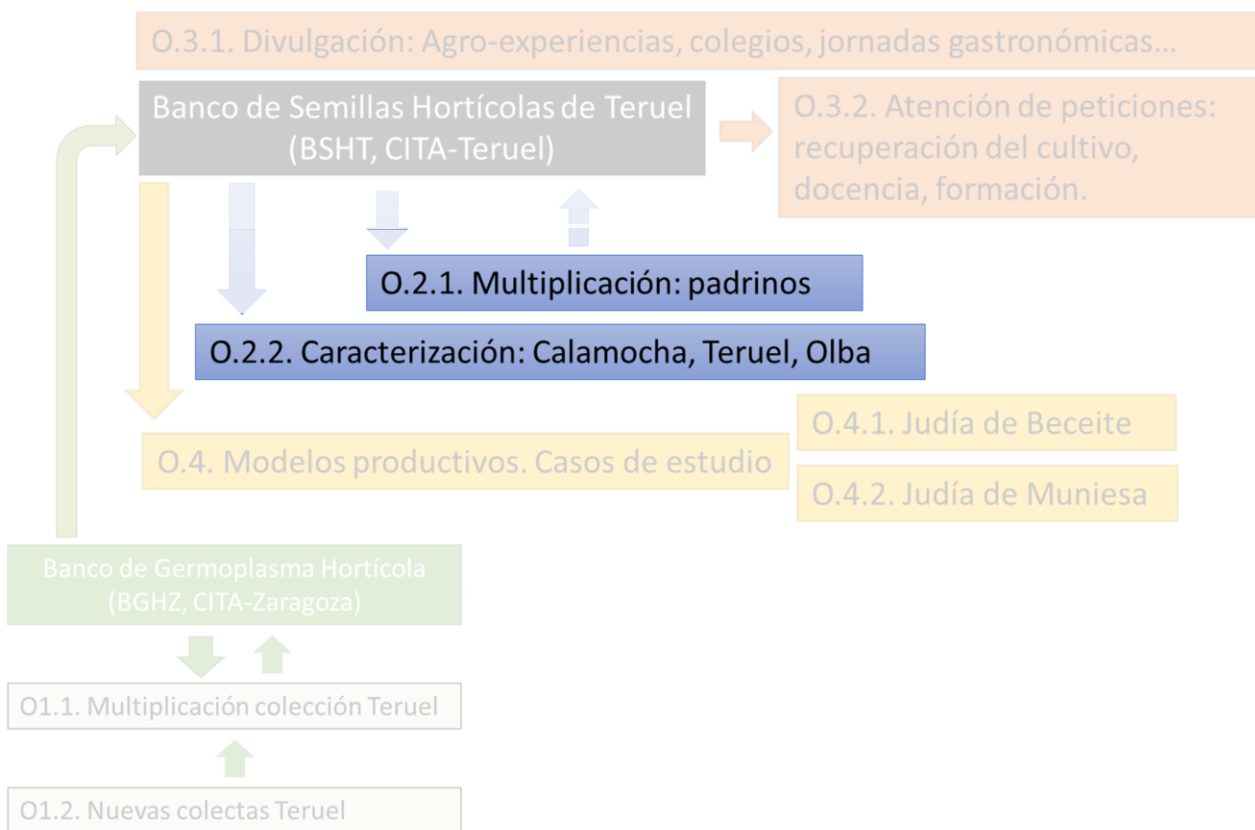 O.3.1. Divulgación: Agro-experiencias, colegios, jornadas gastronómicas...
Banco de Semillas Hortícolas de Teruel
(BSHT, CITA-Teruel)
O.3.2. Atención de peticiones:
recuperación del cultivo,
docencia, formación.
O.2.1. Multiplicación: padrinos
O.2.2. Caracterización: Calamocha, Teruel, Olba
O.4. Modelos productivos. Casos de estudio
O.4.1. Judía de Beceite
O.4.2. Judía de Muniesa
Banco de Germoplasma Hortícola
(BGHZ, CITA-Zaragoza)
O1.1. Multiplicación colección Teruel
O1.2. Nuevas colectas Teruel